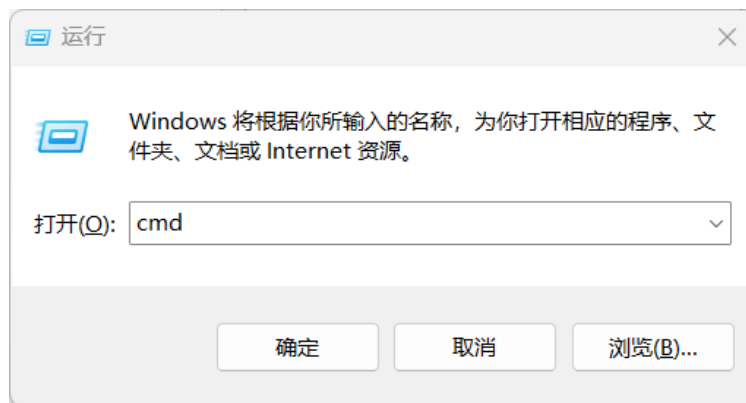 运行
Windows 将根据你所输入的名称，为你打开相应的程序、文
件夹、文档或 Internet 资源。
打开(O): cmd
确定 取消 浏览(B)...